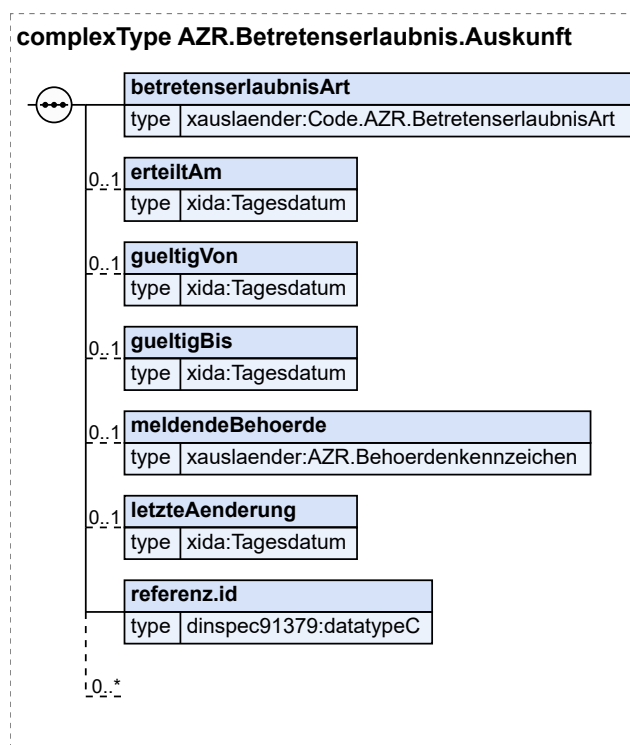 complexType AZR.Betretenserlaubnis.Auskunft
betretenserlaubnisArt
type xauslaender:Code.AZR.BetretenserlaubnisArt
0..1 erteiltAm
type xida:Tagesdatum
0..1 gueltigVon
type xida:Tagesdatum
0..1 gueltigBis
type xida:Tagesdatum
0..1 meldendeBehoerde
type xauslaender:AZR.Behoerdenkennzeichen
0..1 letzteAenderung
type xida:Tagesdatum
referenz.id
type dinspec91379:datatypeC
0..*